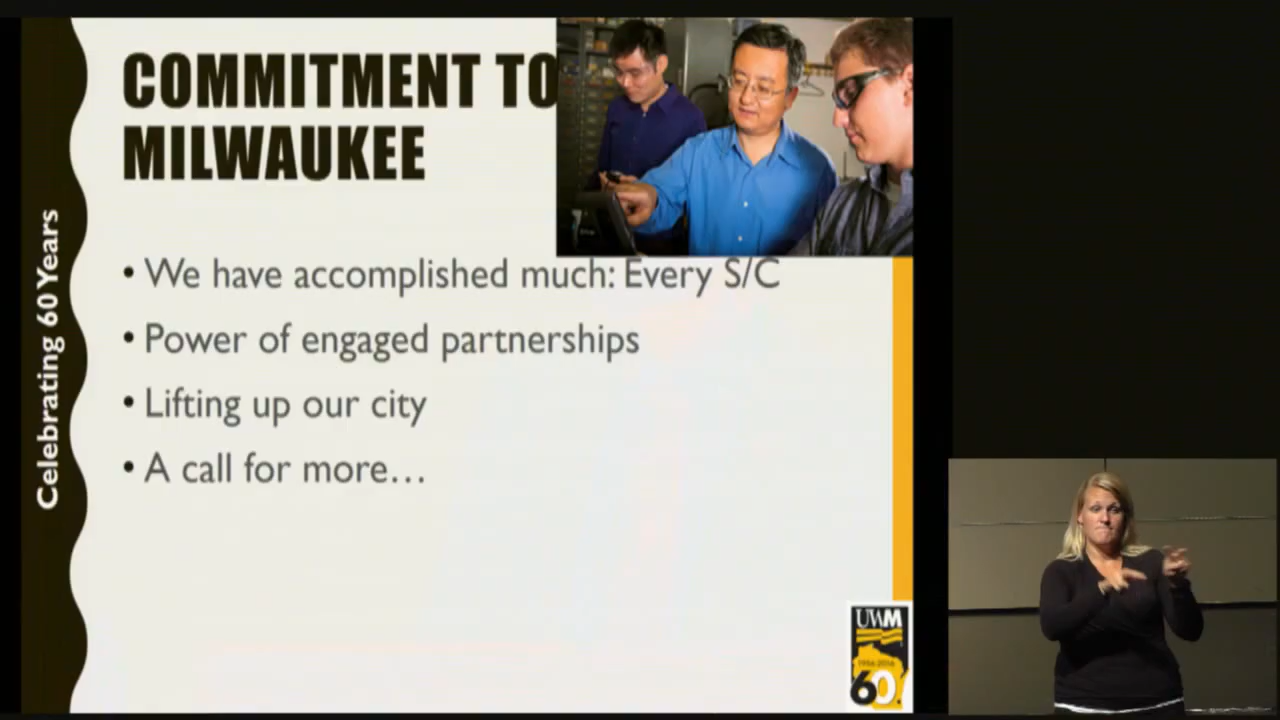 COMMITMENT TO
MILWAUKEE
• We have accomplished much: Every S/C
• Power of engaged partnerships
• Lifting up our city
• A call for more…
Celebrating 60 Years
UWM
1956-2016
60